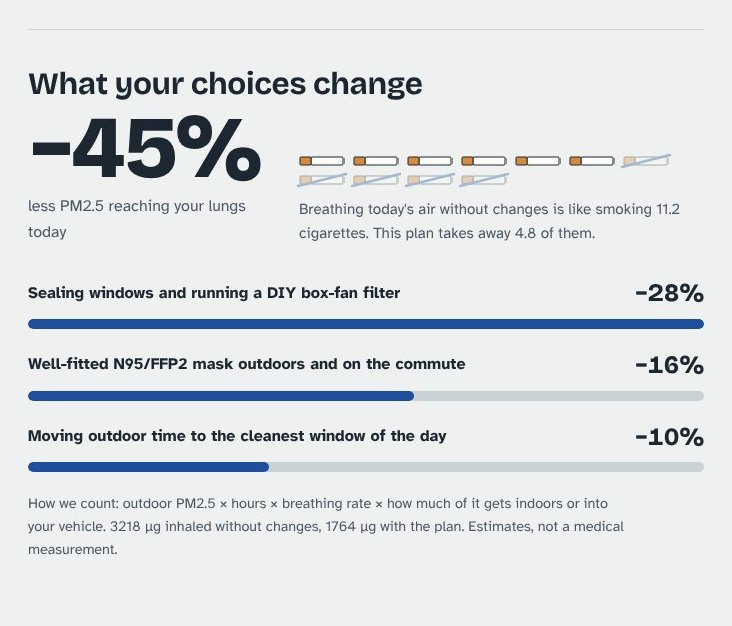 What your choices change
−45%
less PM2.5 reaching your lungs
today
Breathing today's air without changes is like smoking 11.2
cigarettes. This plan takes away 4.8 of them.
Sealing windows and running a DIY box-fan filter
−28%
Well-fitted N95/FFP2 mask outdoors and on the commute
−16%
Moving outdoor time to the cleanest window of the day
−10%
How we count: outdoor PM2.5 × hours × breathing rate × how much of it gets indoors or into
your vehicle. 3218 µg inhaled without changes, 1764 µg with the plan. Estimates, not a medical
measurement.